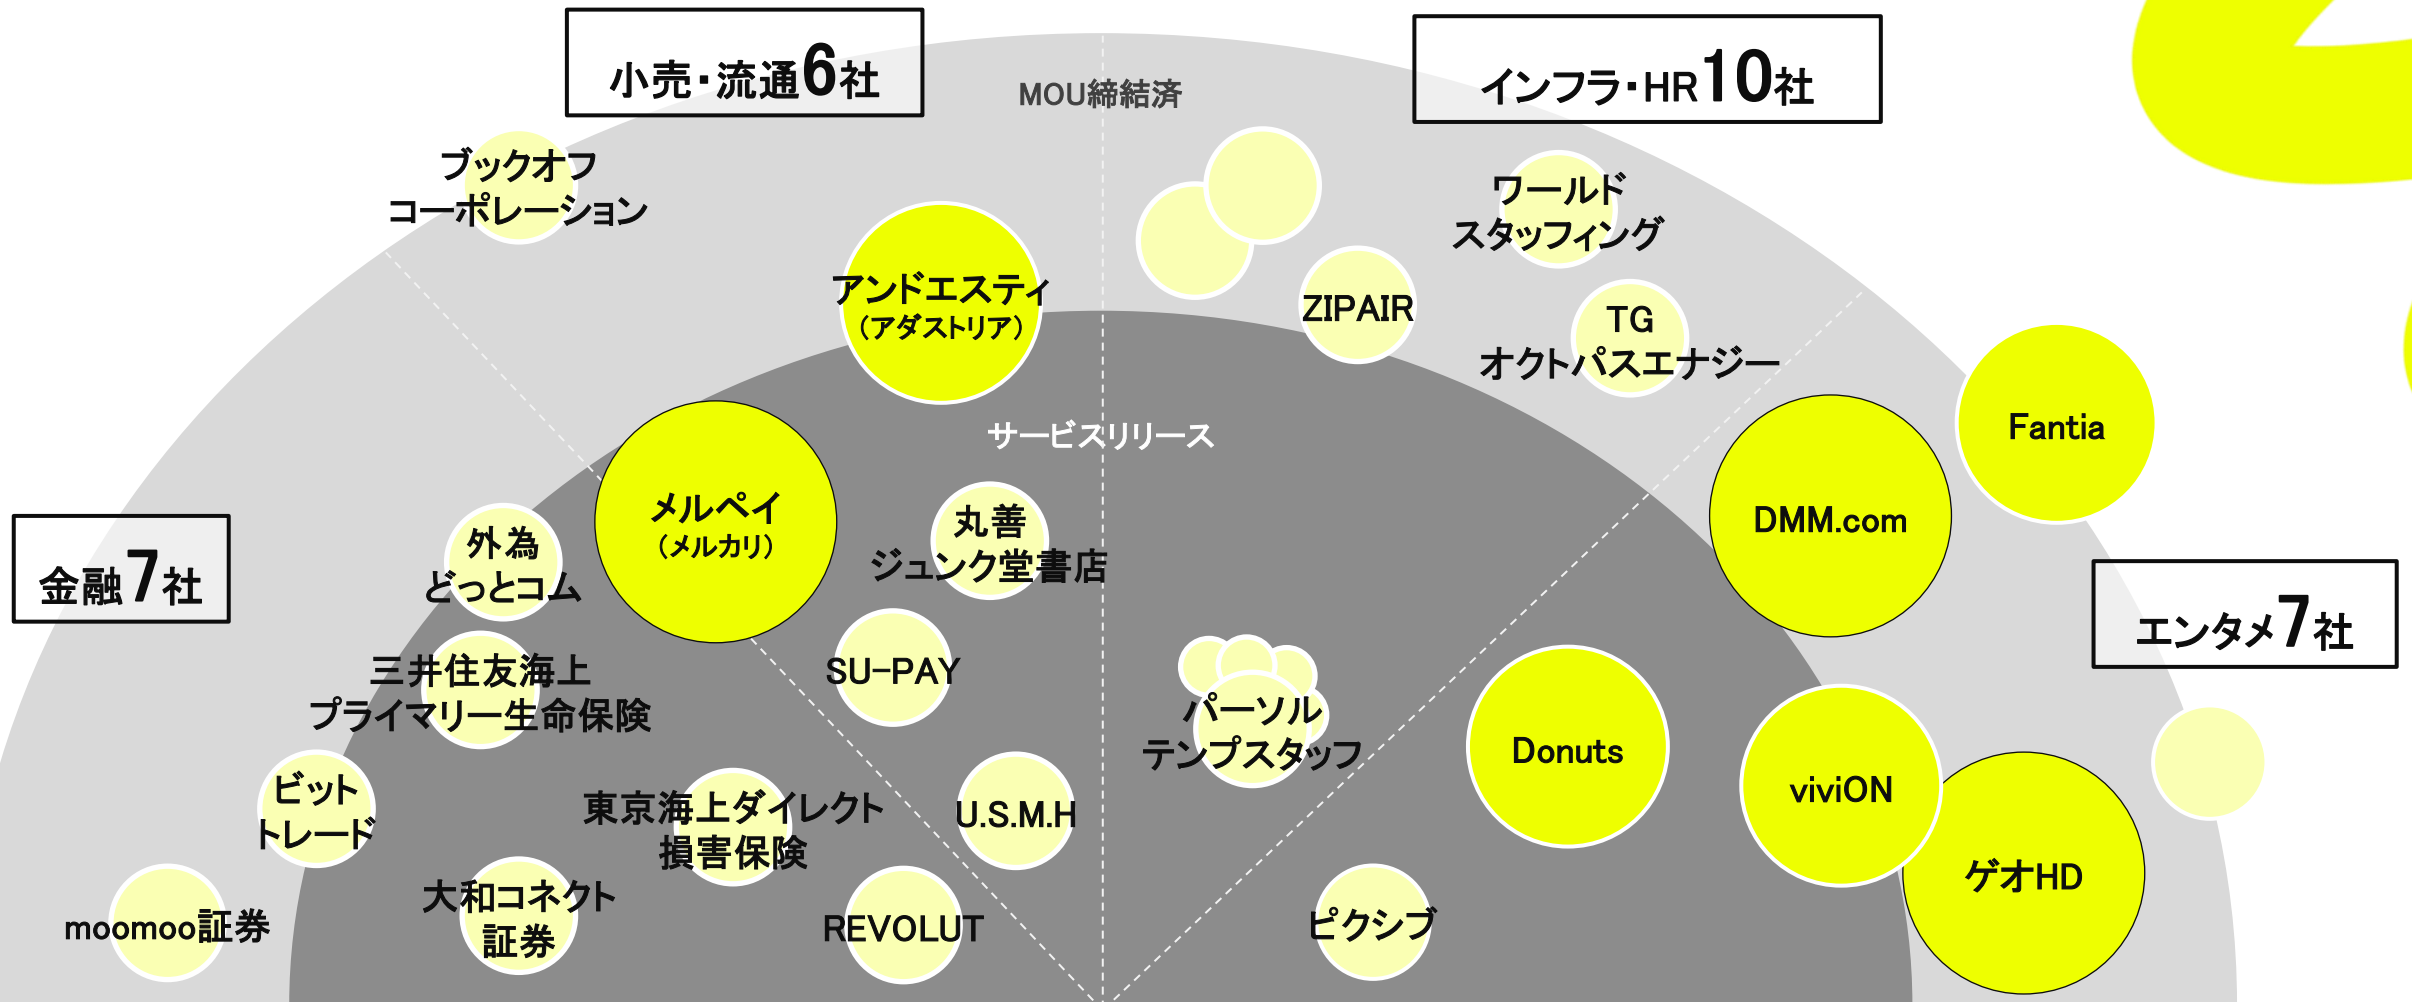 小売・流通6社
インフラ・HR10社
MOU締結済
ブックオフ
コーポレーション
ワールド
スタッフィング
アンドエスティ
（アダストリア）
ZIPAIR
TG
オクトパスエナジー
サービスリリース
Fantia
DMM.com
メルペイ
（メルカリ）
丸善
ジュンク堂書店
外為
どっとコム
金融7社
エンタメ7社
三井住友海上
プライマリー生命保険
SU-PAY
パーソル
テンプスタッフ
Donuts
viviON
ビット
トレード
東京海上ダイレクト
損害保険
U.S.M.H
ゲオHD
moomoo証券
大和コネクト
証券
REVOLUT
ピクシブ